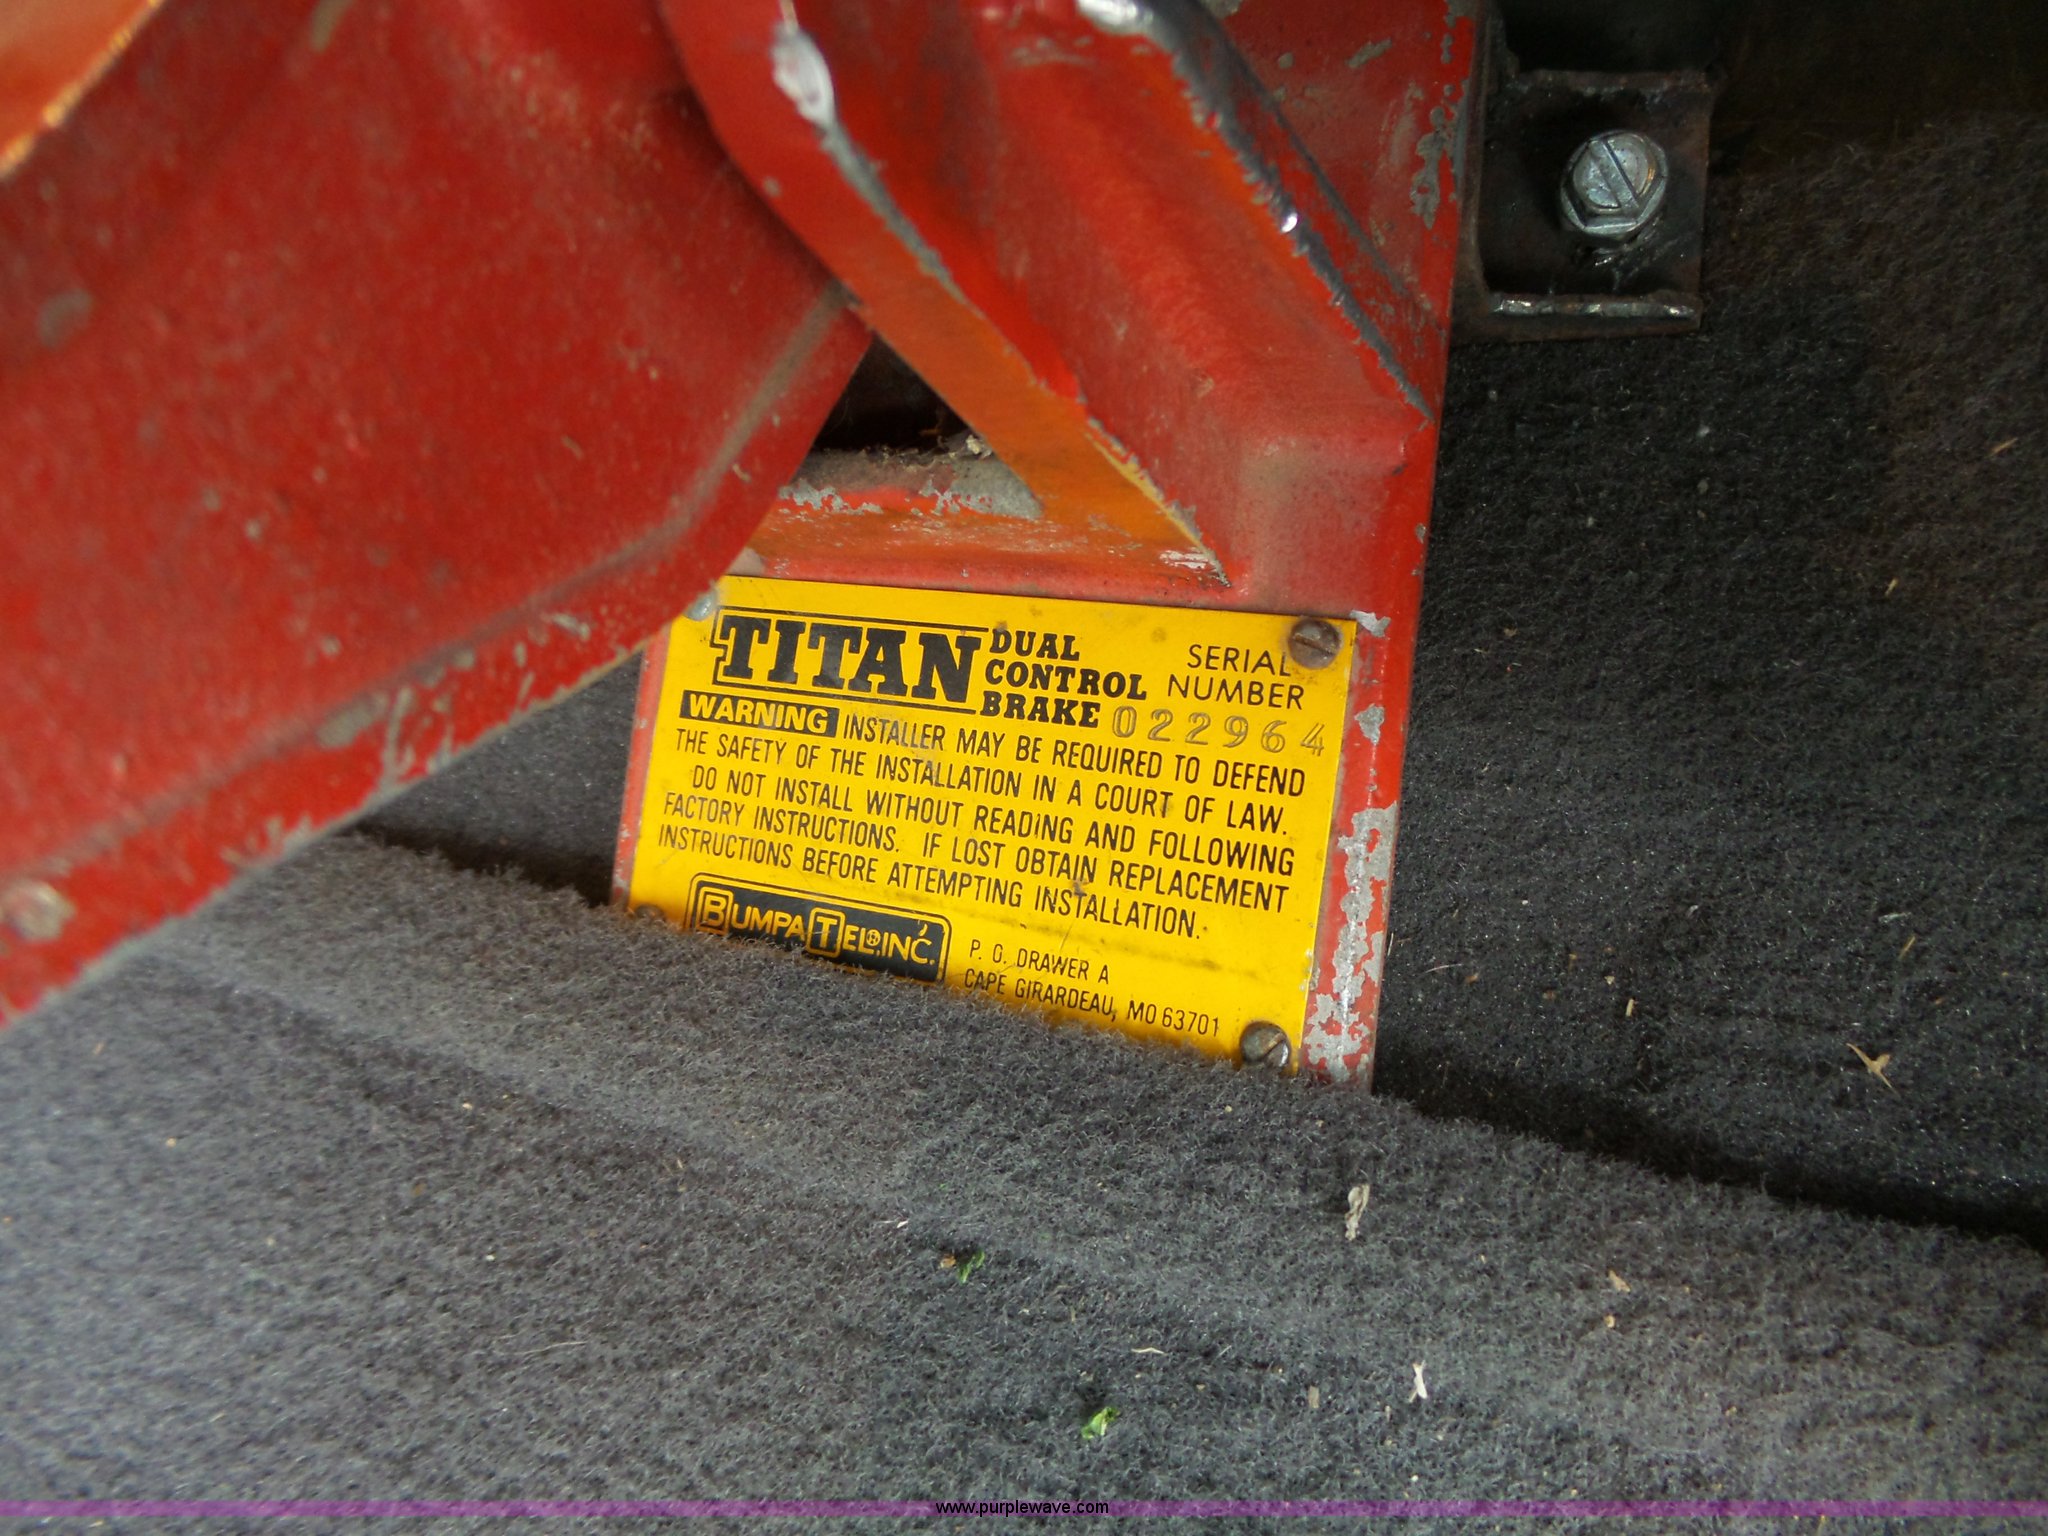 TITAN
DUAL
CONTROL
BRAKE
SERIAL
NUMBER
022964
WARNING INSTALLER MAY BE REQUIRED TO DEFEND
THE SAFETY OF THE INSTALLATION IN A COURT OF LAW.
DO NOT INSTALL WITHOUT READING AND FOLLOWING
FACTORY INSTRUCTIONS. IF LOST OBTAIN REPLACEMENT
INSTRUCTIONS BEFORE ATTEMPTING INSTALLATION.
BUMPA TEL®, INC.
P. O. DRAWER A
CAPE GIRARDEAU, MO 63701
www.purplewave.com